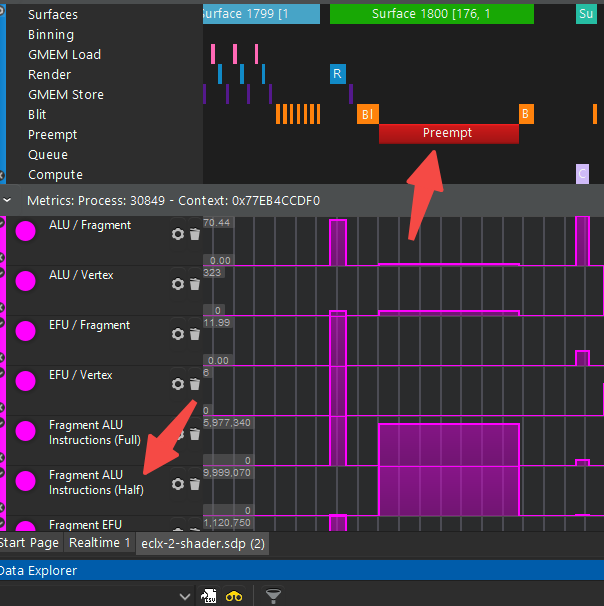 Surfaces
Surface 1799 [1
Surface 1800 [176, 1
Su
Binning
GMEM Load
Render
R
GMEM Store
Blit
Bl
B
Preempt
Preempt
Queue
Compute
C
Metrics: Process: 30849 - Context: 0x77EB4CCDF0
ALU / Fragment
70.44
0.00
ALU / Vertex
323
0
EFU / Fragment
11.99
0.00
EFU / Vertex
6
0
Fragment ALU
Instructions (Full)
5,977,340
0
Fragment ALU
Instructions (Half)
9,999,070
0
Fragment EFU
1,120,750
Start Page
Realtime 1
eclx-2-shader.sdp (2)
Data Explorer
CSV